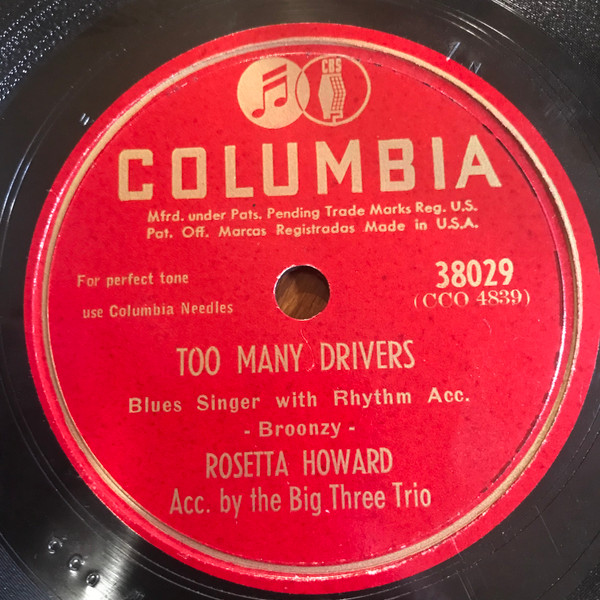 CBS
COLUMBIA
Mfrd. under Pats. Pending Trade Marks Reg. U.S.
Pat. Off. Marcas Registradas Made in U.S.A.
For perfect tone
use Columbia Needles
38029
(CCO 4839)
TOO MANY DRIVERS
Blues Singer with Rhythm Acc.
- Broonzy -
ROSETTA HOWARD
Acc. by the Big Three Trio
CCO